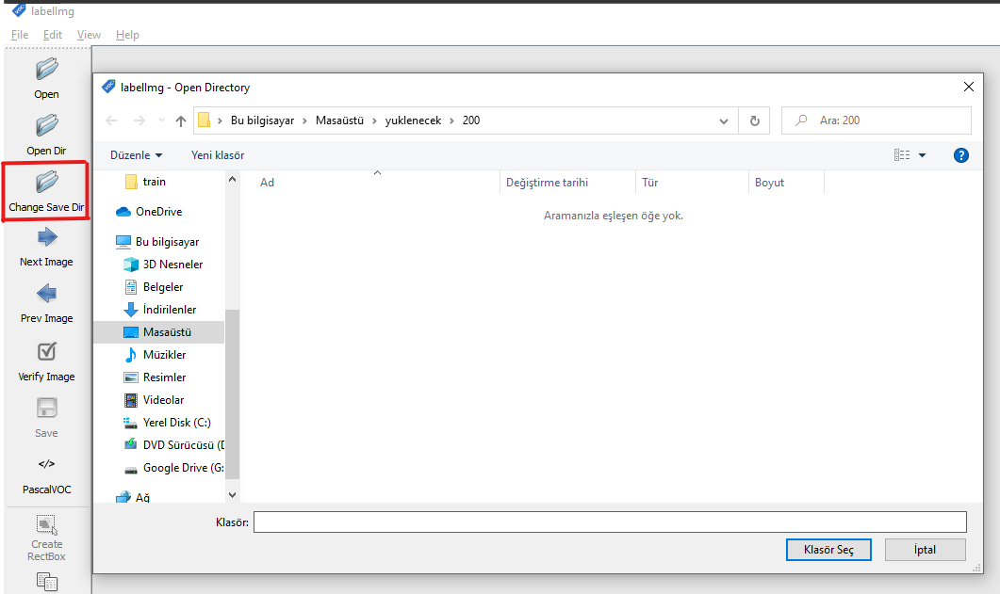 labelImg
File Edit View Help
Open
Open Dir
Change Save Dir
Next Image
Prev Image
Verify Image
Save
</>
PascalVOC
Create
RectBox
labelImg - Open Directory
Bu bilgisayar › Masaüstü › yuklenecek › 200
Ara: 200
Düzenle
Yeni klasör
?
train
OneDrive
Bu bilgisayar
3D Nesneler
Belgeler
İndirilenler
Masaüstü
Müzikler
Resimler
Videolar
Yerel Disk (C:)
DVD Sürücüsü (D
Google Drive (G:
Ağ
Ad Değiştirme tarihi Tür Boyut
Aramanızla eşleşen öğe yok.
Klasör:
Klasör Seç İptal